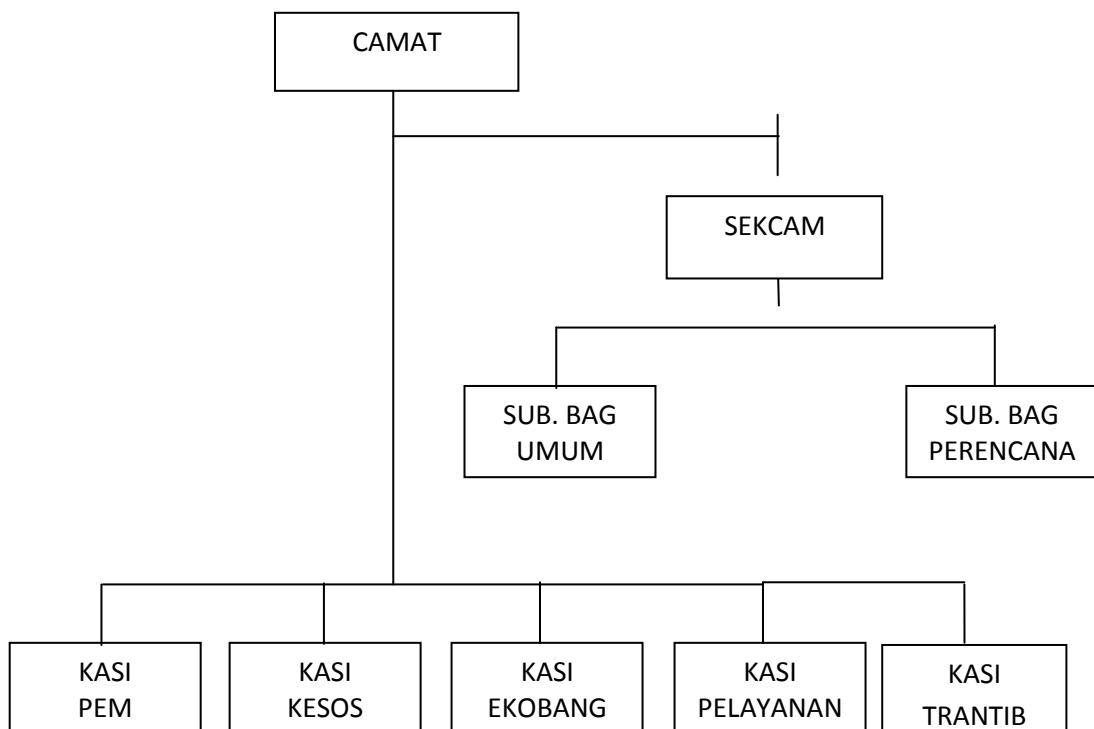 CAMAT
SEKCAM
SUB. BAG
UMUM
SUB. BAG
PERENCANA
KASI
PEM
KASI
KESOS
KASI
EKOBANG
KASI
PELAYANAN
KASI
TRANTIB